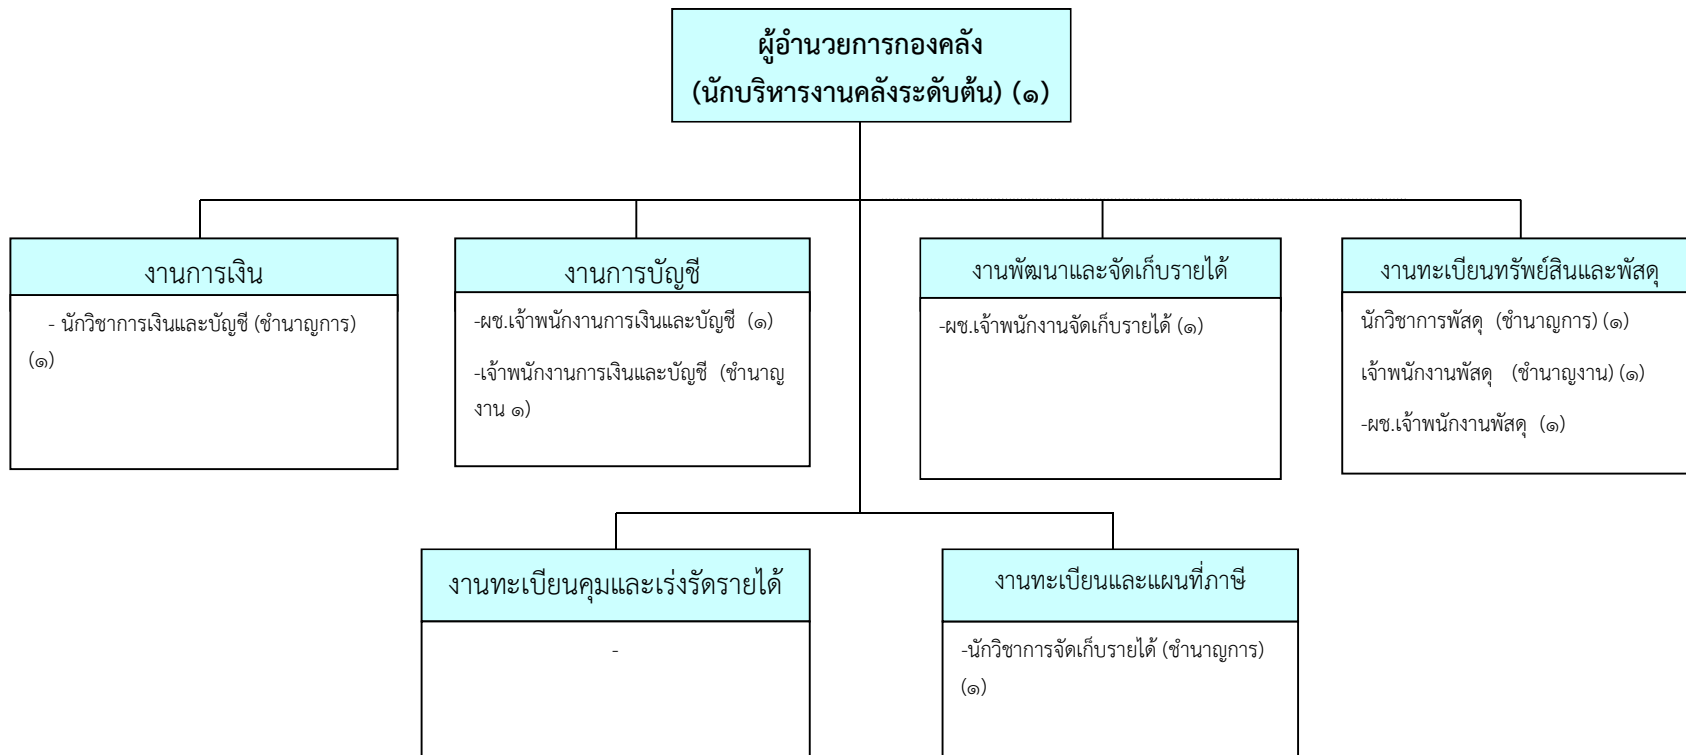 ผู้อำนวยการกองคลัง
(นักบริหารงานคลังระดับต้น) (๑)
งานการเงิน
- นักวิชาการเงินและบัญชี (ชำนาญการ)
(๑)
งานการบัญชี
-ผช.เจ้าพนักงานการเงินและบัญชี (๑)
-เจ้าพนักงานการเงินและบัญชี (ชำนาญ
งาน ๑)
งานพัฒนาและจัดเก็บรายได้
-ผช.เจ้าพนักงานจัดเก็บรายได้ (๑)
งานทะเบียนทรัพย์สินและพัสดุ
นักวิชาการพัสดุ (ชำนาญการ) (๑)
เจ้าพนักงานพัสดุ (ชำนาญงาน) (๑)
-ผช.เจ้าพนักงานพัสดุ (๑)
งานทะเบียนคุมและเร่งรัดรายได้
-
งานทะเบียนและแผนที่ภาษี
-นักวิชาการจัดเก็บรายได้ (ชำนาญการ)
(๑)